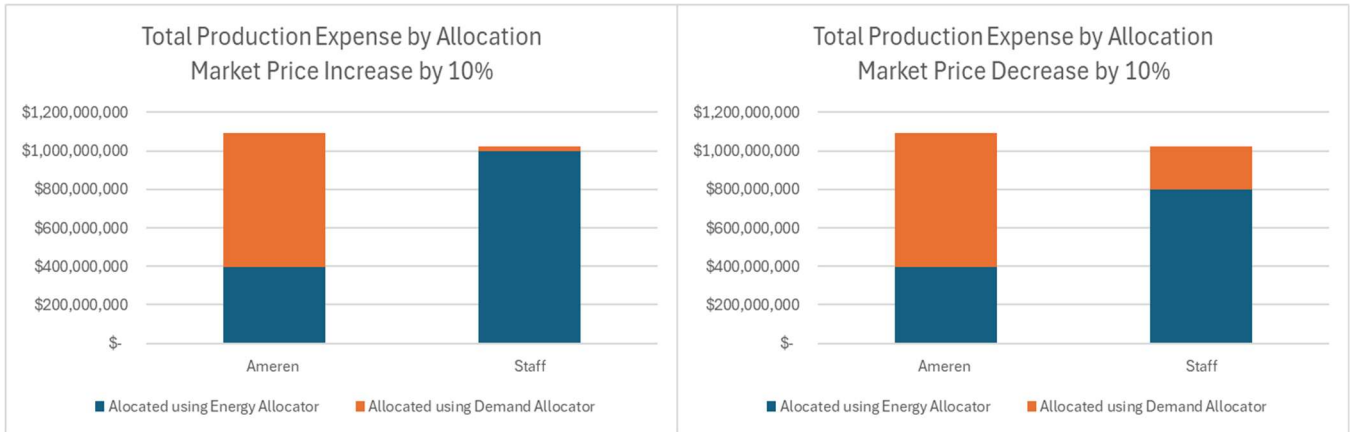 Total Production Expense by Allocation
Market Price Increase by 10%
$1,200,000,000
$1,000,000,000
$800,000,000
$600,000,000
$400,000,000
$200,000,000
$-
Ameren Staff
Alocated using Energy Allocator Allocated using Demand Allocator
Total Production Expense by Allocation
Market Price Decrease by 10%
$1,200,000,000
$1,000,000,000
$800,000,000
$600,000,000
$400,000,000
$200,000,000
$-
Ameren Staff
Alocated using Energy Allocator Allocated using Demand Allocator